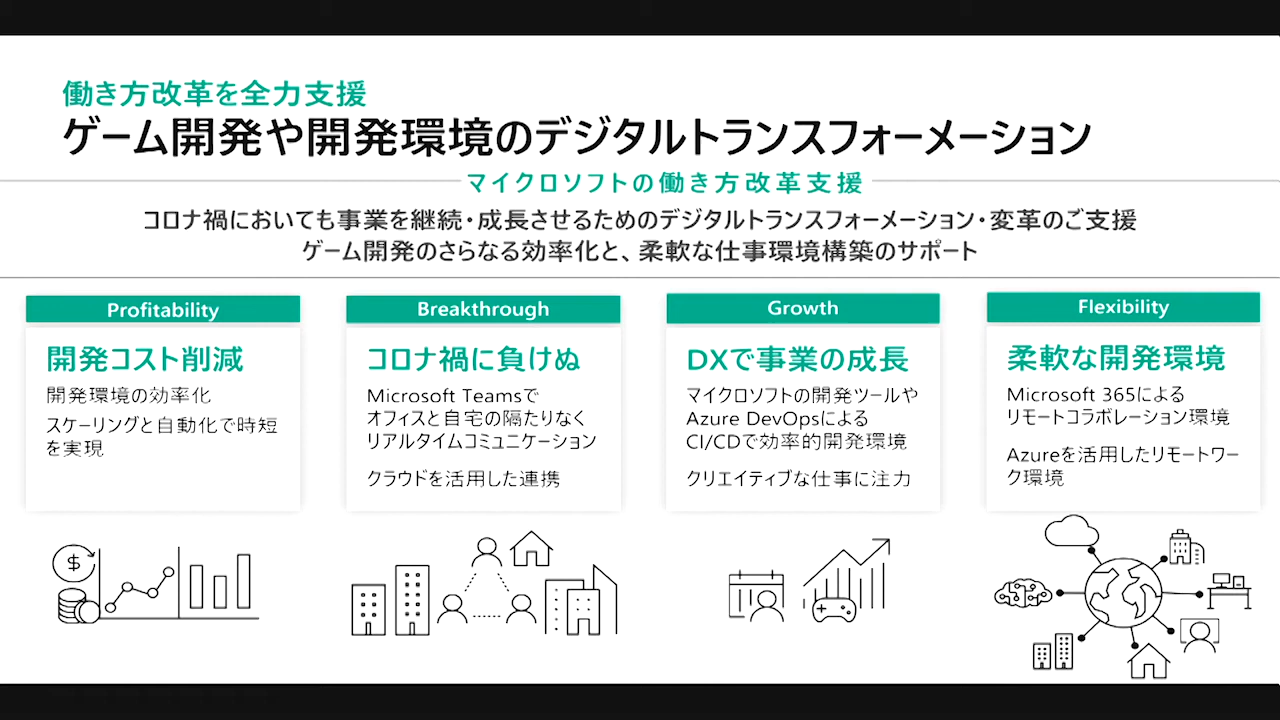 働き方改革を全力支援
ゲーム開発や開発環境のデジタルトランスフォーメーション
マイクロソフトの働き方改革支援
コロナ禍においても事業を継続・成長させるためのデジタルトランスフォーメーション・変革のご支援
ゲーム開発のさらなる効率化と、柔軟な仕事環境構築のサポート
Profitability
開発コスト削減
開発環境の効率化
スケーリングと自動化で時短
を実現
Breakthrough
コロナ禍に負けぬ
Microsoft Teamsで
オフィスと自宅の隔たりなく
リアルタイムコミュニケーション
クラウドを活用した連携
Growth
DXで事業の成長
マイクロソフトの開発ツールや
Azure DevOpsによる
CI/CDで効率的開発環境
クリエイティブな仕事に注力
Flexibility
柔軟な開発環境
Microsoft 365による
リモートコラボレーション環境
Azureを活用したリモートワー
ク環境
$